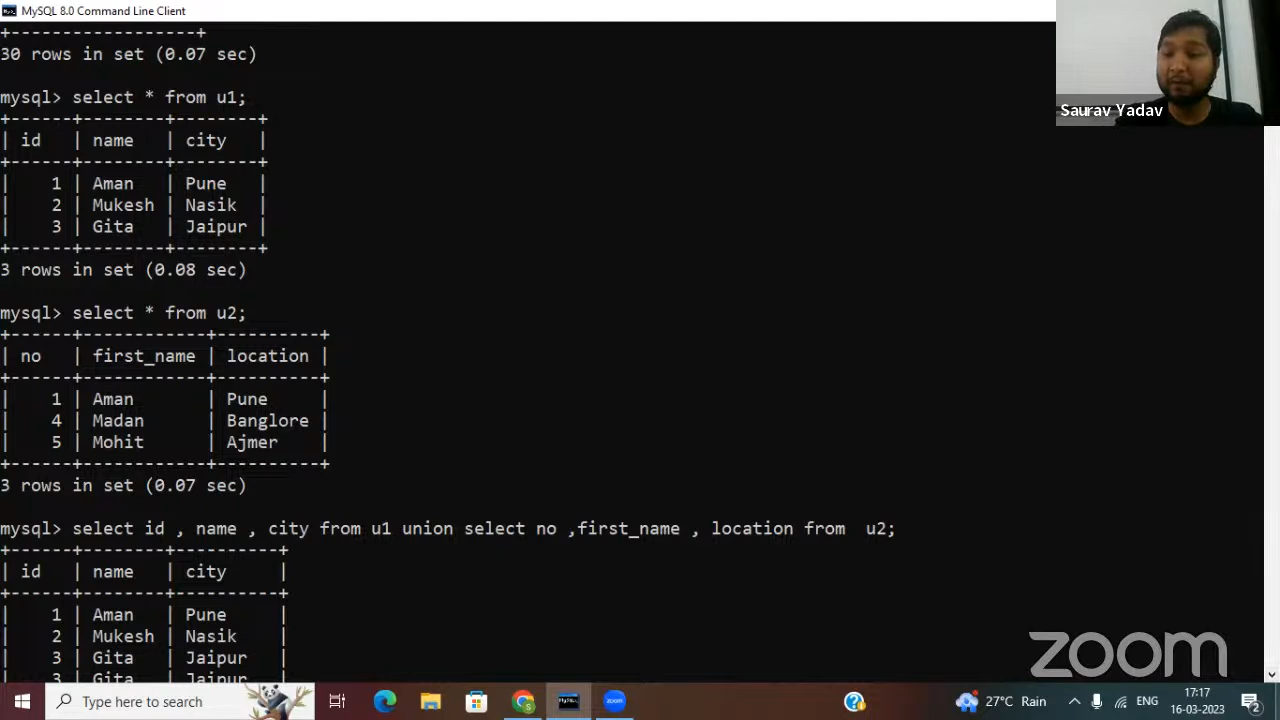 MySQL 8.0 Command Line Client
+------------------+
30 rows in set (0.07 sec)
mysql> select * from u1;
+------+--------+--------+
| id | name | city |
+------+--------+--------+
| 1 | Aman | Pune |
| 2 | Mukesh | Nasik |
| 3 | Gita | Jaipur |
+------+--------+--------+
3 rows in set (0.08 sec)
mysql> select * from u2;
+------+------------+----------+
| no | first_name | location |
+------+------------+----------+
| 1 | Aman | Pune |
| 4 | Madan | Banglore |
| 5 | Mohit | Ajmer |
+------+------------+----------+
3 rows in set (0.07 sec)
mysql> select id , name , city from u1 union select no ,first_name , location from  u2;
+------+--------+----------+
| id | name | city |
+------+--------+----------+
| 1 | Aman | Pune |
| 2 | Mukesh | Nasik |
| 3 | Gita | Jaipur |
| 3 | Gita | Jaipur |
Saurav Yadav
zoom
Type here to search
zoom
27°C Rain
ENG
17:17
16-03-2023
2